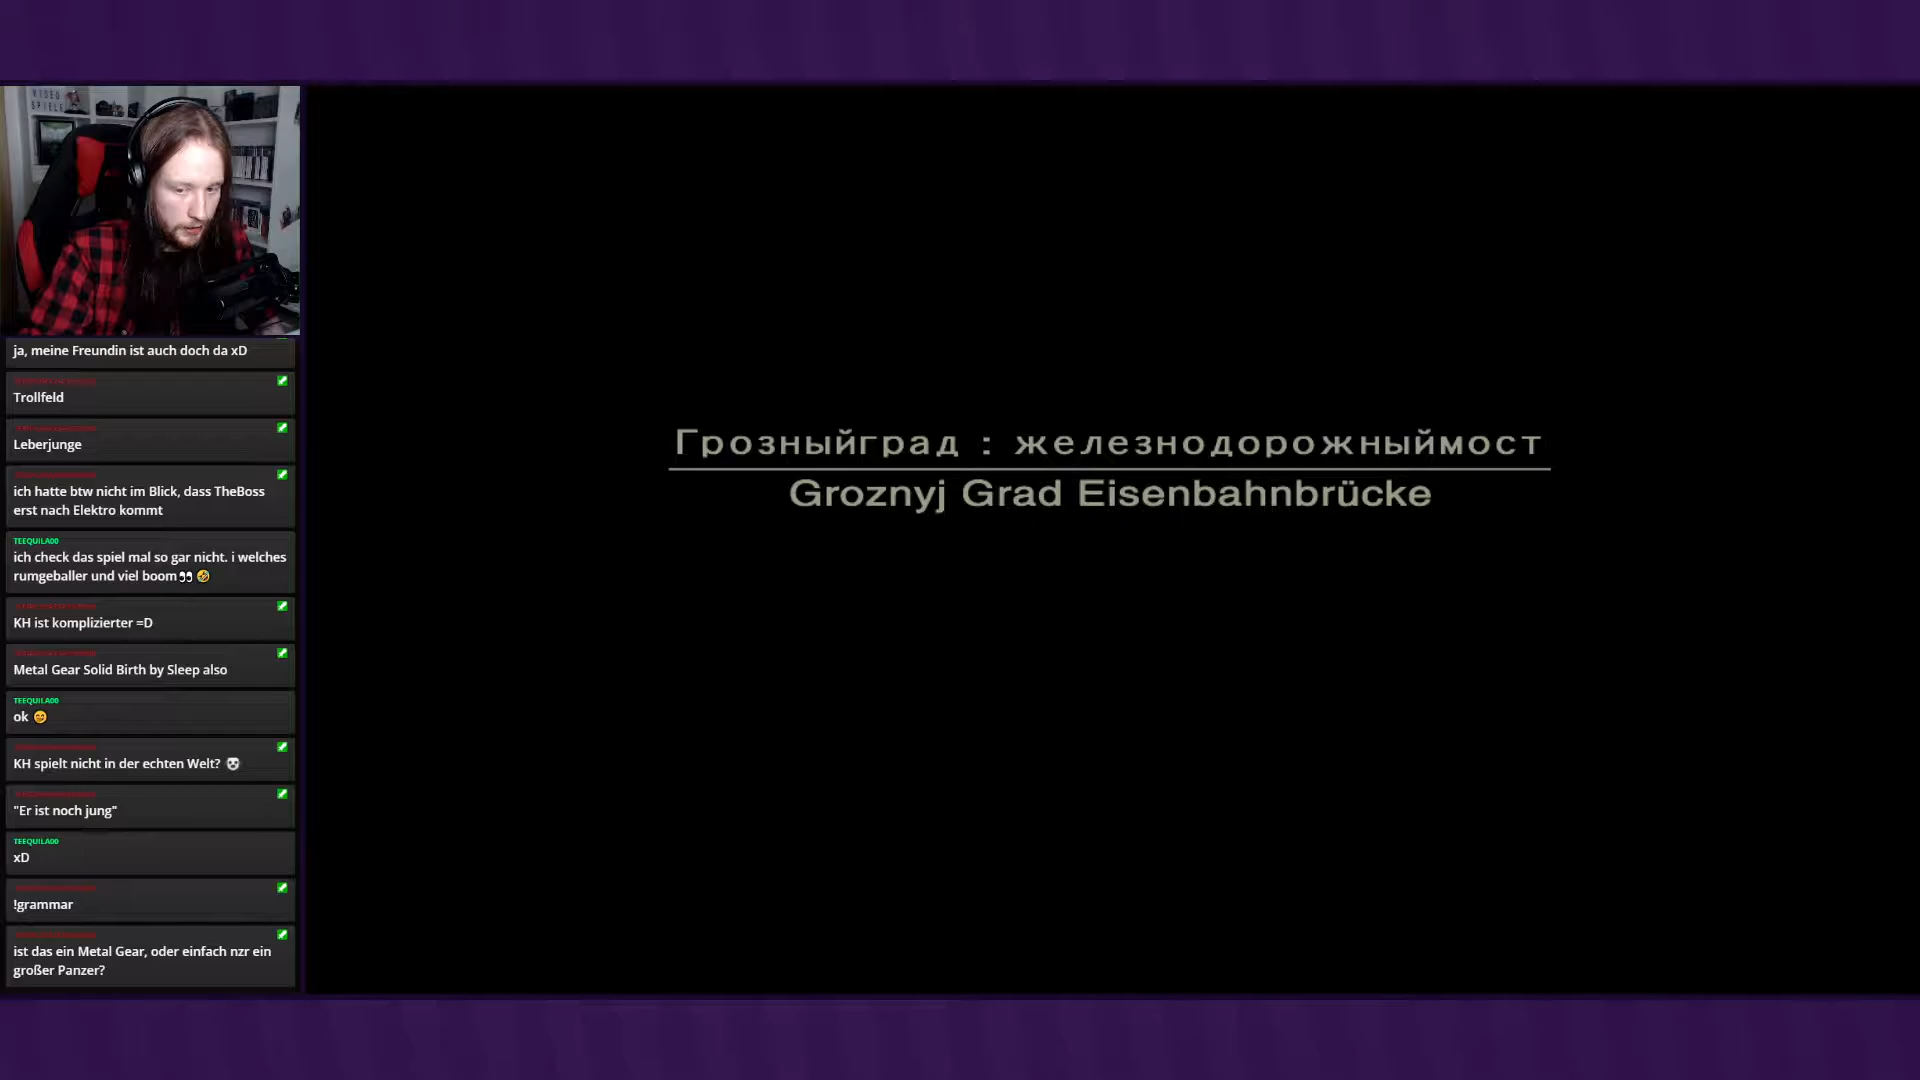 VIDEO
SPIELE
ja, meine Freundin ist auch doch da xD
Trollfeld
Leberjunge
ich hatte btw nicht im Blick, dass TheBoss
erst nach Elektro kommt
TEEQUILA00
ich check das spiel mal so gar nicht. i welches
rumgeballer und viel boom👀 🤣
KH ist komplizierter =D
Metal Gear Solid Birth by Sleep also
TEEQUILA00
ok 😊
KH spielt nicht in der echten Welt?
"Er ist noch jung"
TEEQUILA00
xD
!grammar
ist das ein Metal Gear, oder einfach nzr ein
großer Panzer?
Грозныйград : железнодорожныймост
Groznyj Grad Eisenbahnbrücke